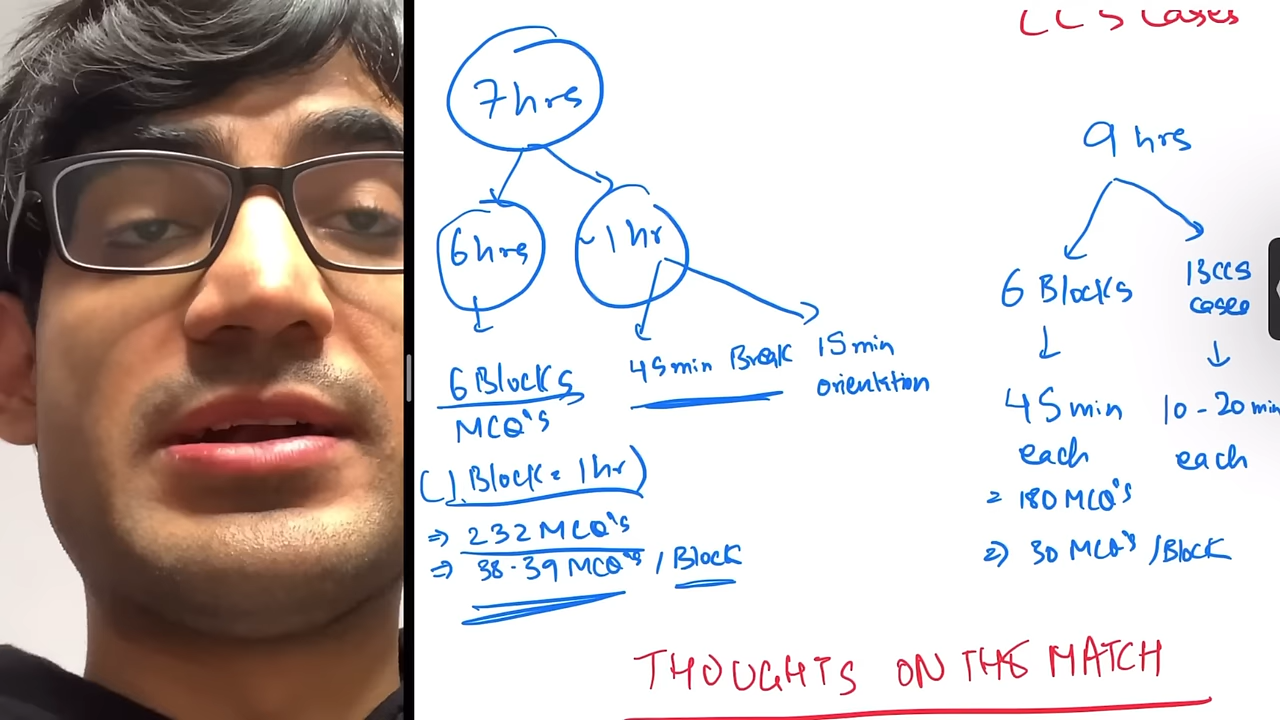 CCS Cases
7 hrs
6 hrs
~1 hr
6 Blocks
MCQ's
(1 Block = 1 hr)
⇒ 232 MCQ's
⇒ 38-39 MCQ's / Block
45 min Break
15 min
orientation
9 hrs
6 Blocks
45 min
each
= 180 MCQ's
⇒ 30 MCQ's / Block
13 CCS
cases
10 - 20 min
each
THOUGHTS ON THE MATCH